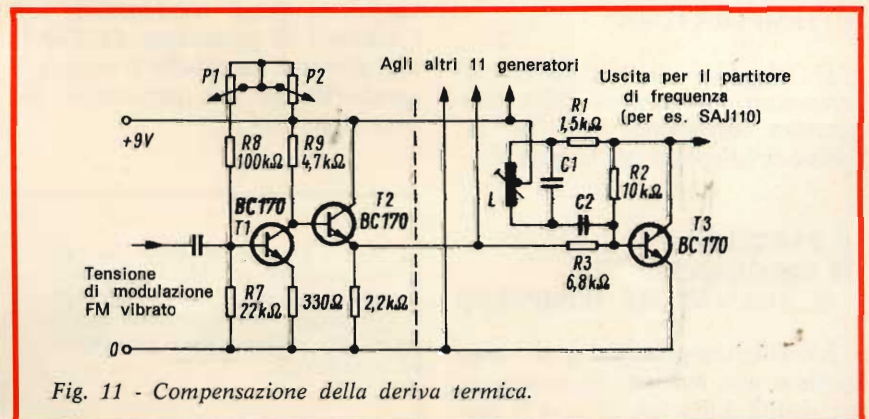 Agli altri 11 generatori
Uscita per il partitore
di frequenza
(per es. SAJ110)
P1
P2
+9V
R8
100kΩ
R9
4,7kΩ
R1
1,5kΩ
L
C1
C2
R2
10kΩ
BC170
T1
T2
BC170
T3
BC170
R3
6,8kΩ
Tensione
di modulazione
FM vibrato
R7
22kΩ
330Ω
2,2kΩ
0
Fig. 11 - Compensazione della deriva termica.